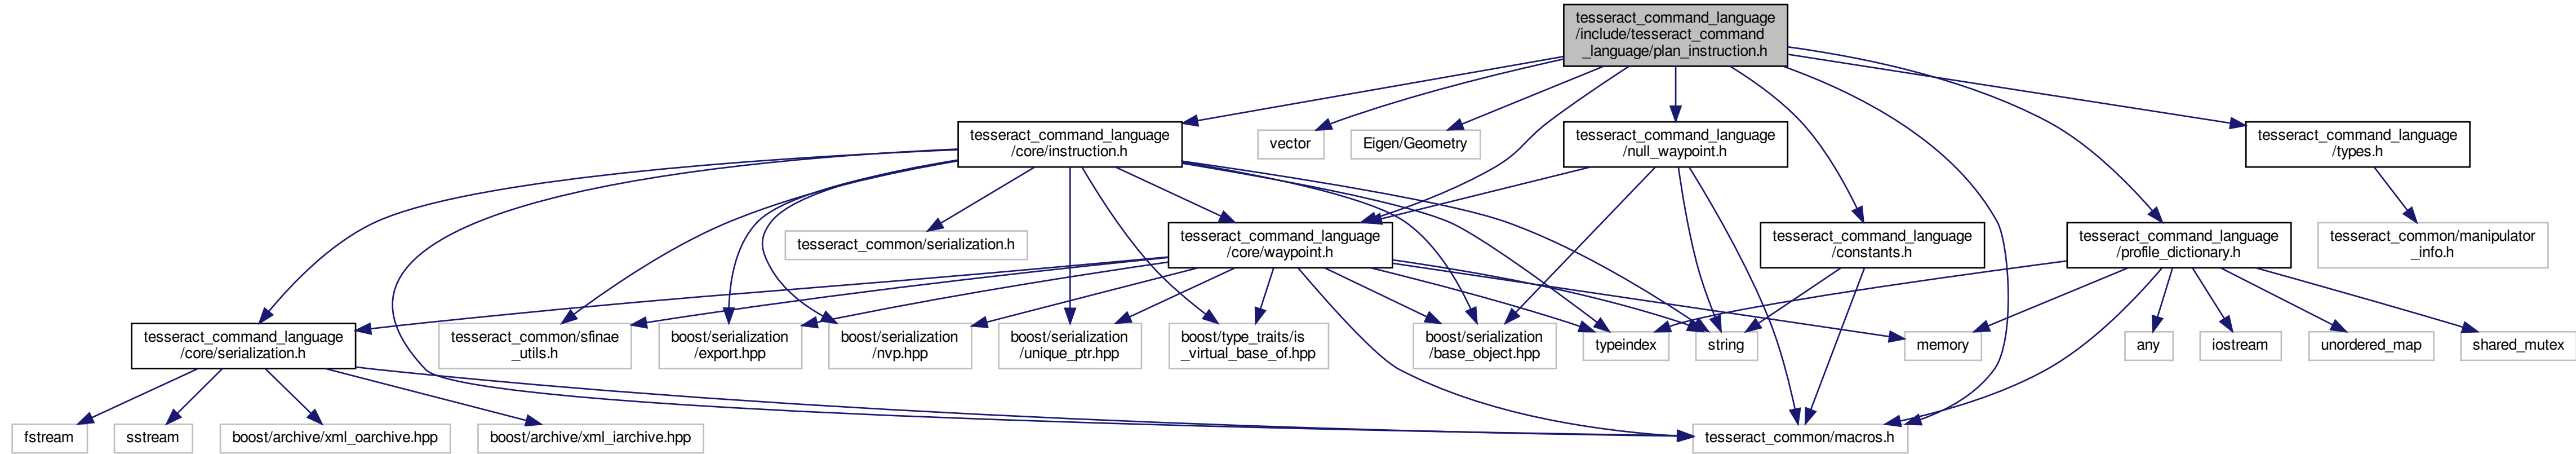 tesseract_command_language
/include/tesseract_command
_language/plan_instruction.h
tesseract_command_language
/core/instruction.h
vector
Eigen/Geometry
tesseract_command_language
/null_waypoint.h
tesseract_command_language
/types.h
tesseract_common/serialization.h
tesseract_command_language
/core/waypoint.h
tesseract_command_language
/constants.h
tesseract_command_language
/profile_dictionary.h
tesseract_common/manipulator
_info.h
tesseract_command_language
/core/serialization.h
tesseract_common/sfinae
_utils.h
boost/serialization
/export.hpp
boost/serialization
/nvp.hpp
boost/serialization
/unique_ptr.hpp
boost/type_traits/is
_virtual_base_of.hpp
boost/serialization
/base_object.hpp
typeindex
string
memory
any
iostream
unordered_map
shared_mutex
fstream
sstream
boost/archive/xml_oarchive.hpp
boost/archive/xml_iarchive.hpp
tesseract_common/macros.h